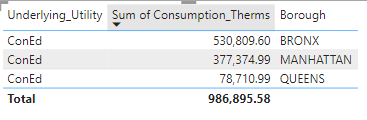 Underlying_Utility Sum of Consumption_Therms Borough
ConEd 530,809.60 BRONX
ConEd 377,374.99 MANHATTAN
ConEd 78,710.99 QUEENS
Total 986,895.58